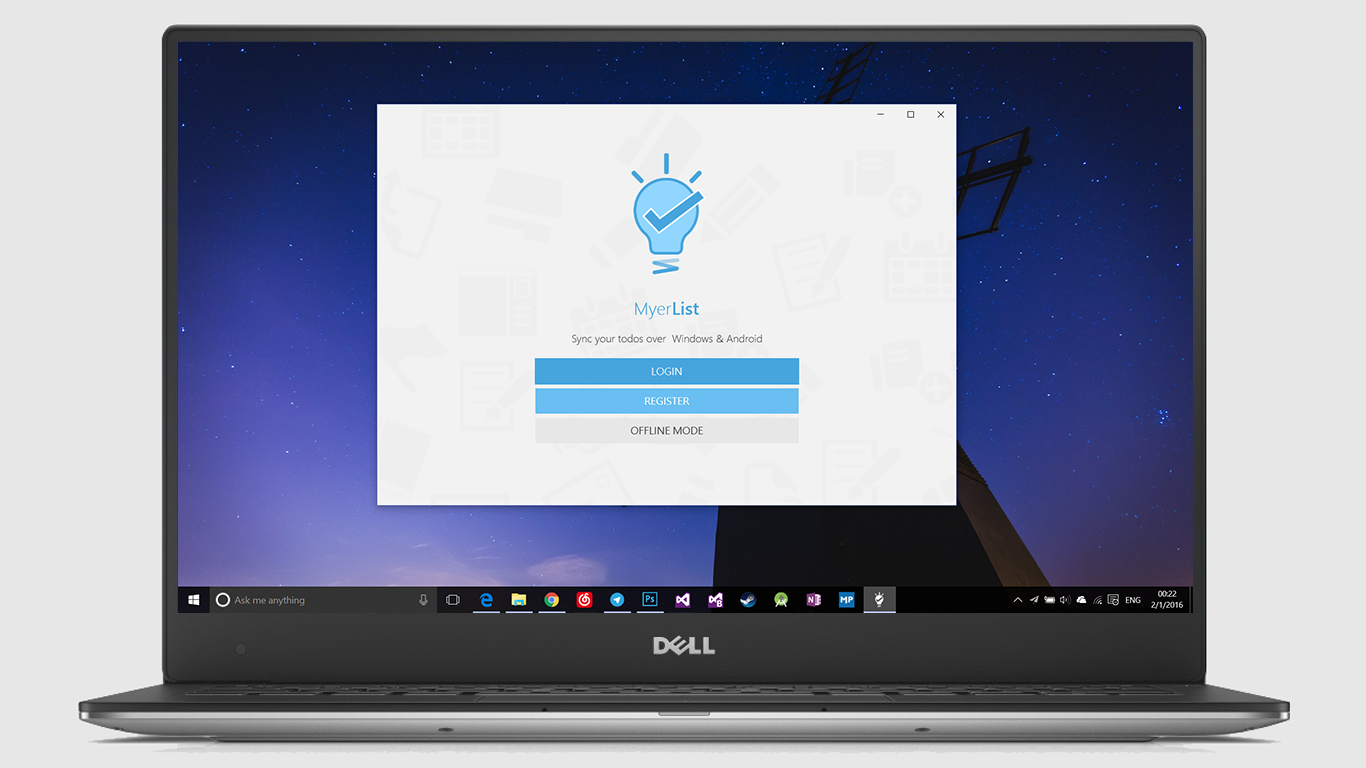 MyerList
Sync your todos over Windows & Android
LOGIN
REGISTER
OFFLINE MODE
Ask me anything
Ps
N
MP
ENG
00:22
2/1/2016
DELL